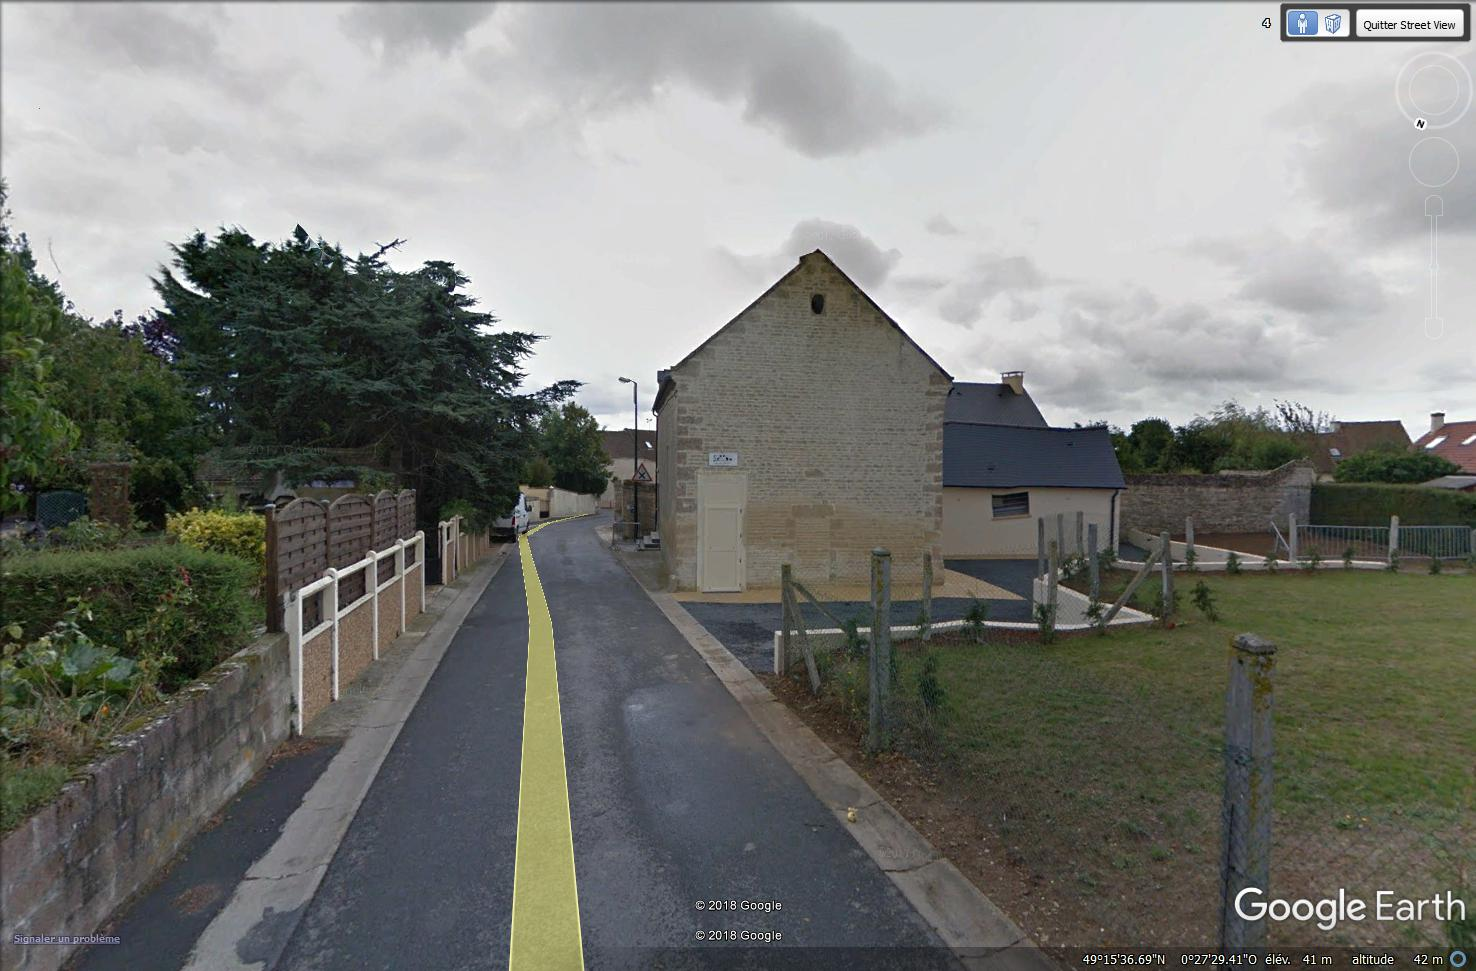 4
Quitter Street View
N
© 2018 Google
© 2018 Google
Google Earth
Signaler un problème
49°15'36.69"N 0°27'29.41"O élév. 41 m altitude 42 m